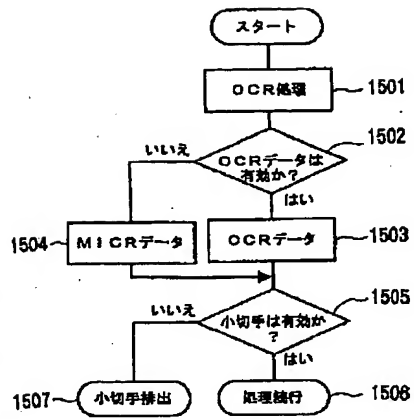 スタート
OCR処理
1501
1502
いいえ
OCRデータは
有効か?
はい
1504
MICRデータ
OCRデータ
1503
1505
いいえ
小切手は有効か
?
はい
1507
小切手排出
処理続行
1506